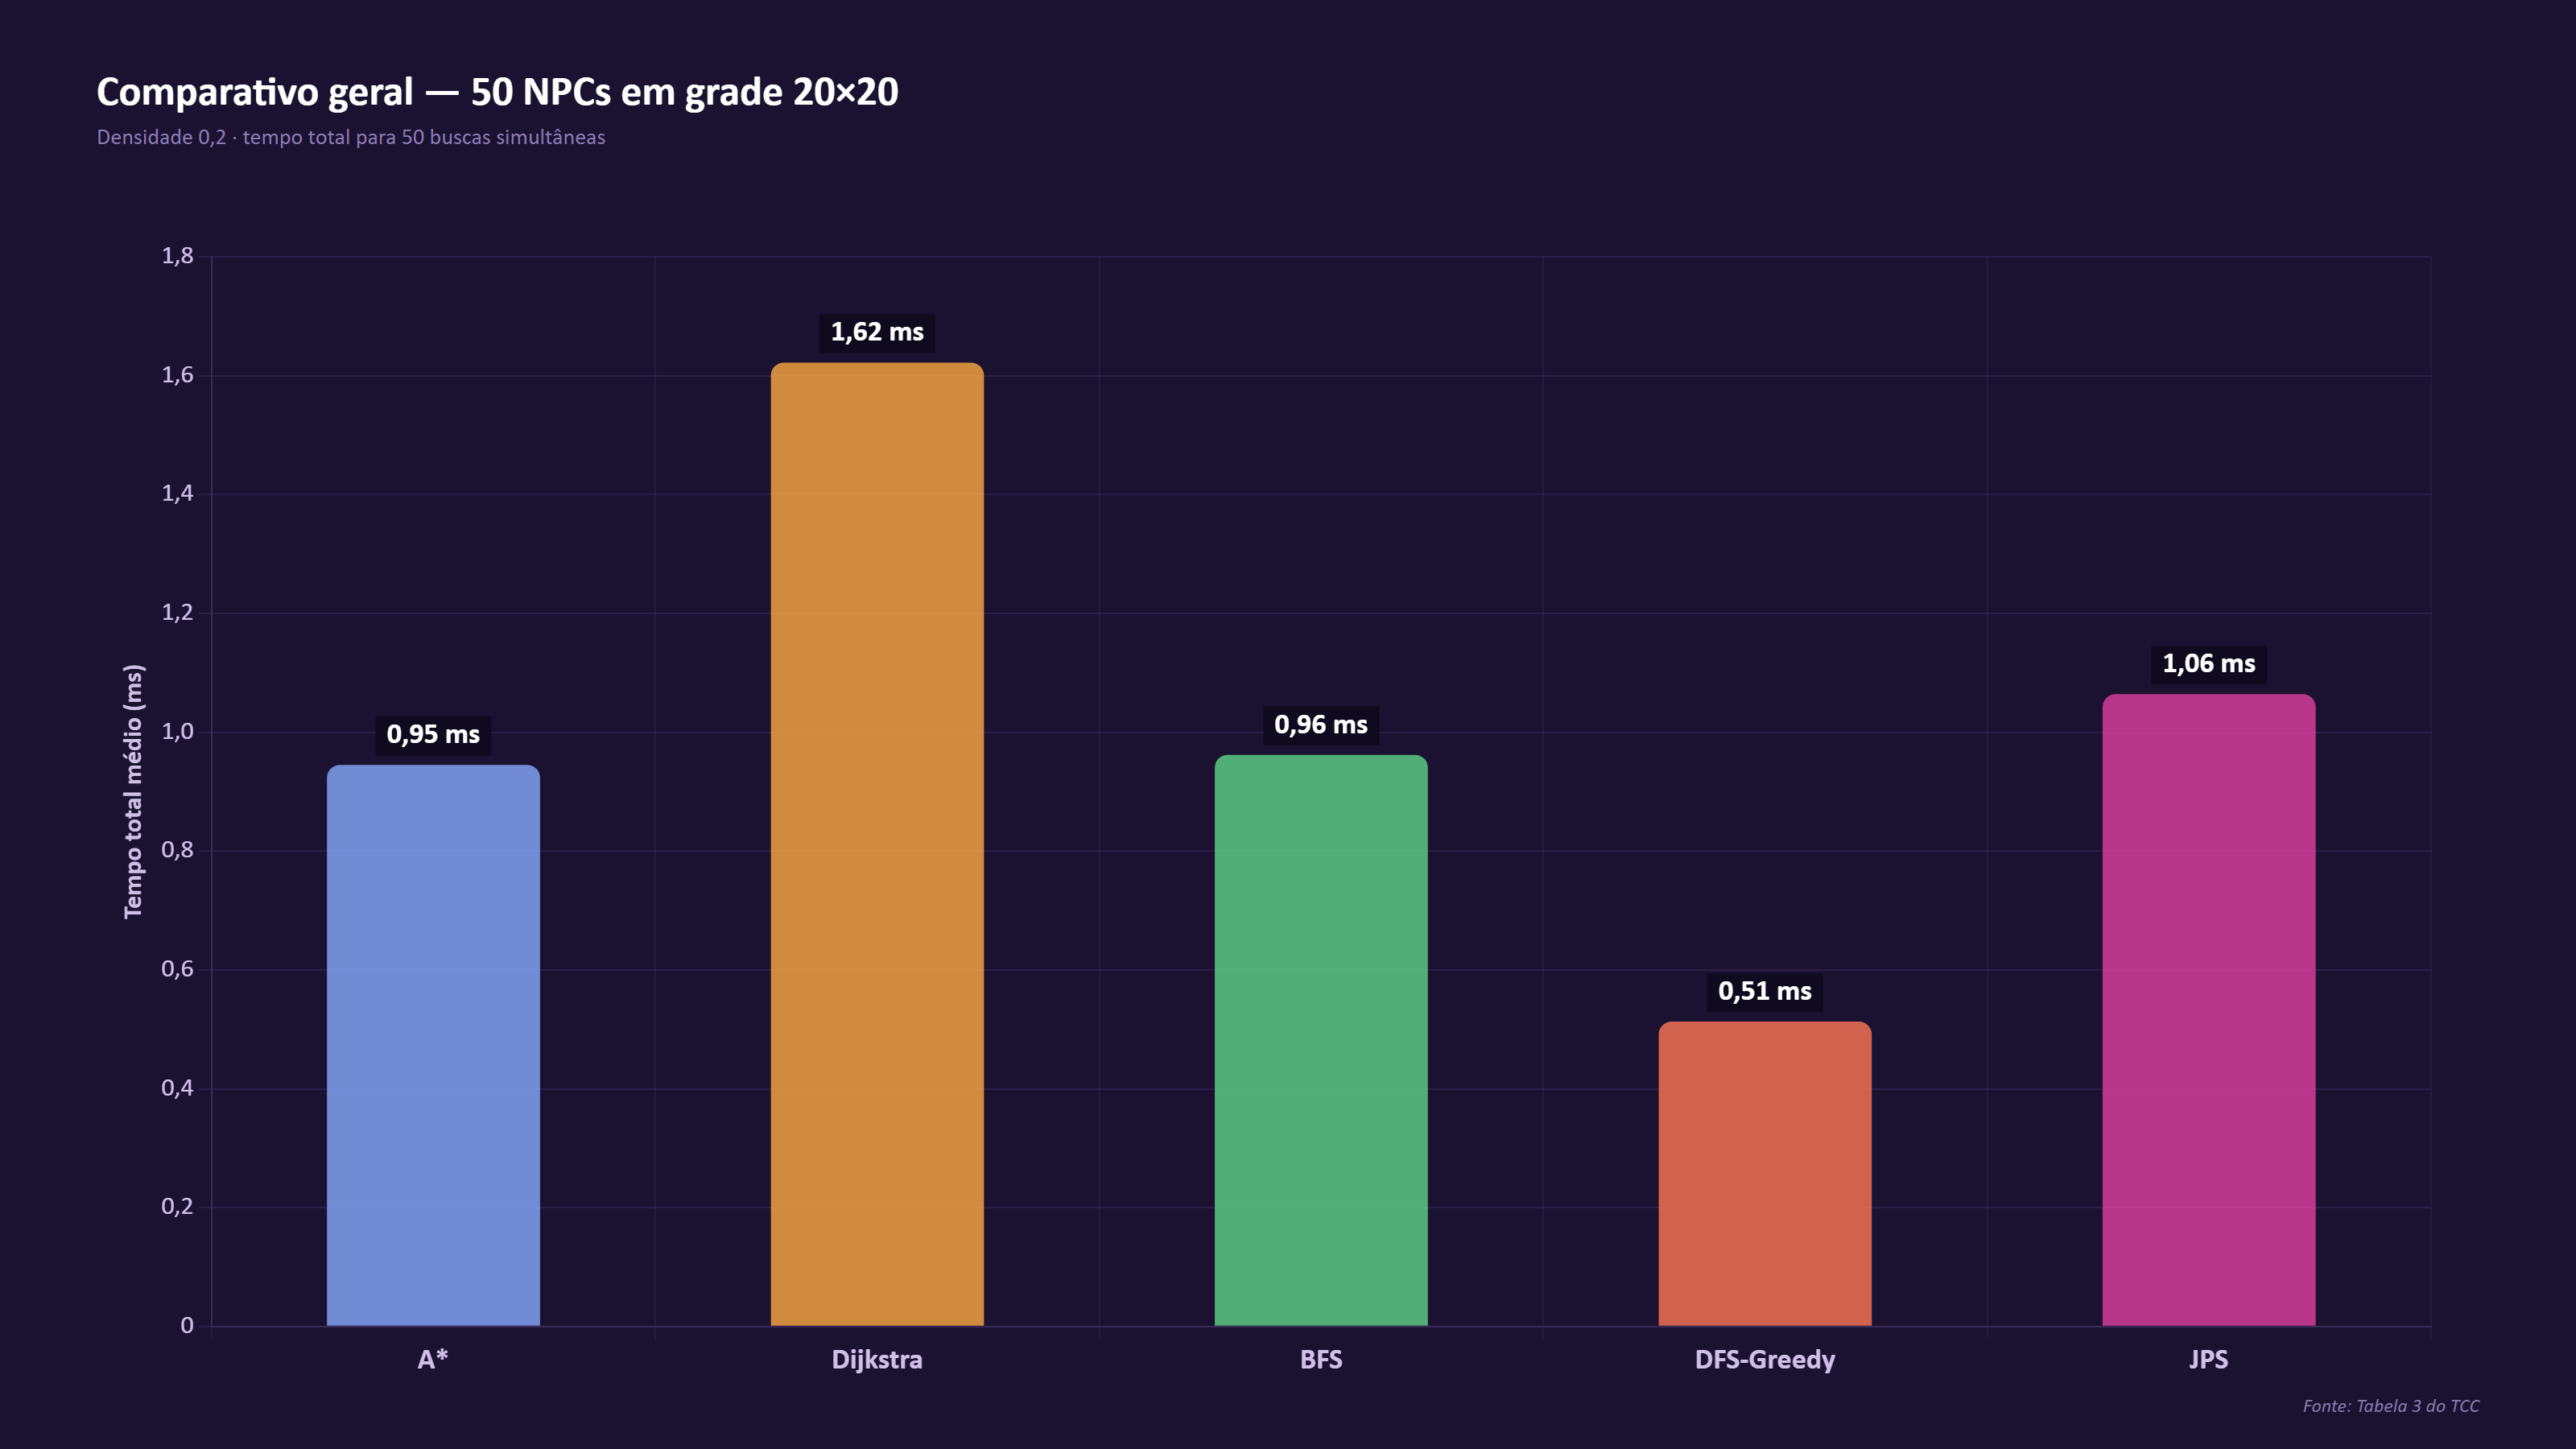 Comparativo geral — 50 NPCs em grade 20×20
Densidade 0,2 · tempo total para 50 buscas simultâneas
Tempo total médio (ms)
1,8
1,6
1,4
1,2
1,0
0,8
0,6
0,4
0,2
0
0,95 ms
1,62 ms
0,96 ms
0,51 ms
1,06 ms
A*
Dijkstra
BFS
DFS-Greedy
JPS
Fonte: Tabela 3 do TCC